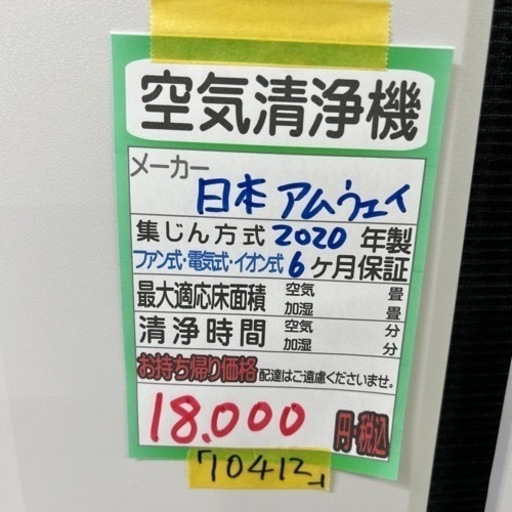 空気清浄機
メーカー
日本アムウェイ
集じん方式 2020 年製
ファン式・電気式・イオン式 6ヶ月保証
最大適応床面積 空気 畳
加湿 畳
清浄時間 空気 分
加湿 分
お持ち帰り価格 配達はご遠慮くださいませ。
18.000 円・税込
「10412」